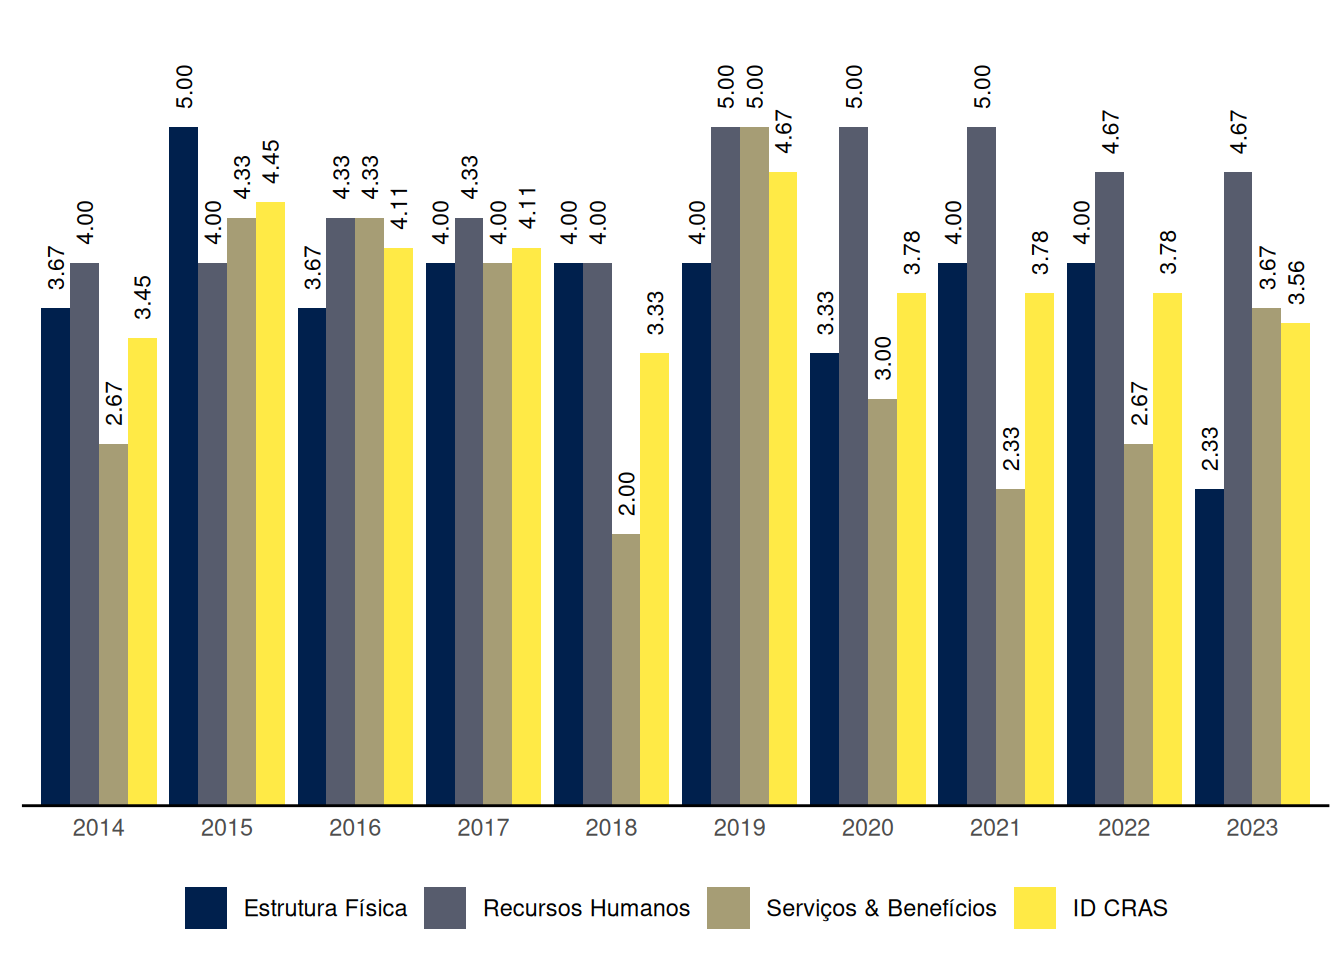 3.67 4.00 2.67 3.45 5.00 4.00 4.33 4.45 3.67 4.33 4.33 4.11 4.00 4.33 4.00 4.11 4.00 4.00 2.00 3.33 4.00 5.00 5.00 4.67 3.33 5.00 3.00 3.78 4.00 5.00 2.33 3.78 4.00 4.67 2.67 3.78 2.33 4.67 3.67 3.56
2014 2015 2016 2017 2018 2019 2020 2021 2022 2023
Estrutura Física Recursos Humanos Serviços & Benefícios ID CRAS